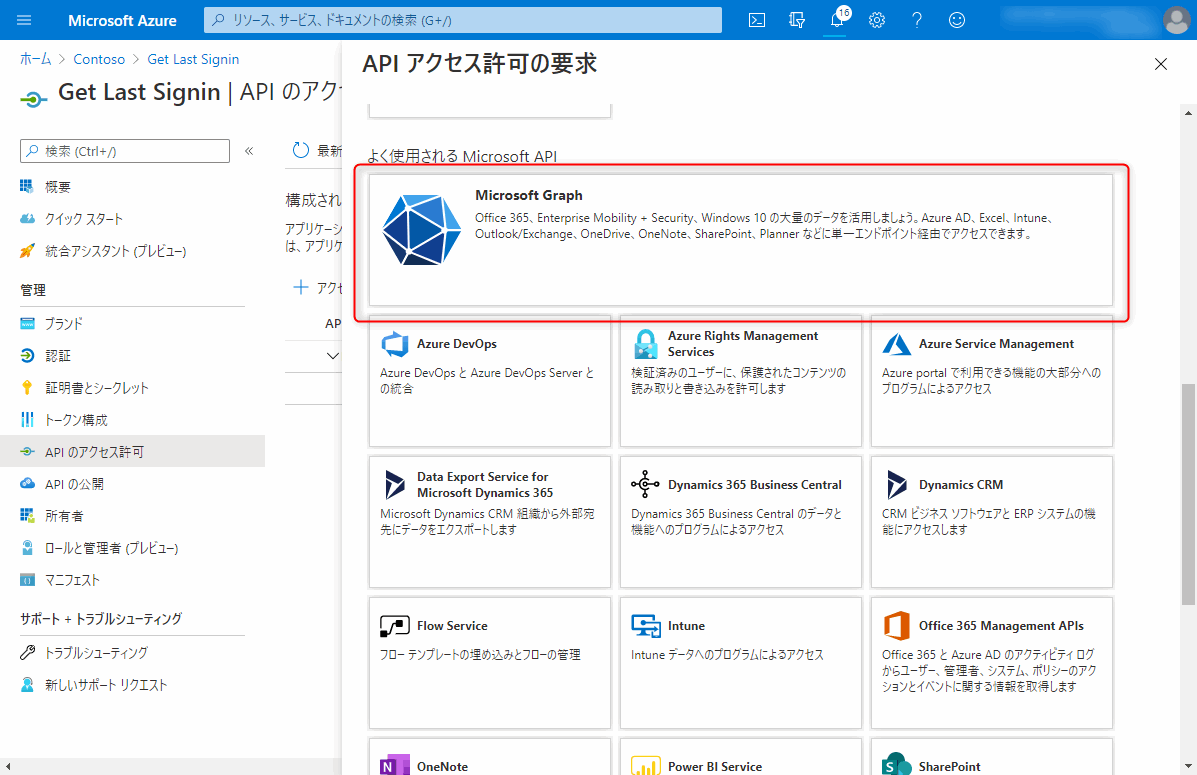 Microsoft Azure
リソース、サービス、ドキュメントの検索 (G+/)
16
ホーム > Contoso > Get Last Signin
Get Last Signin | API のアクセ
検索 (Ctrl+/)
«
概要
クイック スタート
統合アシスタント (プレビュー)
管理
ブランド
認証
証明書とシークレット
トークン構成
API のアクセス許可
API の公開
所有者
ロールと管理者 (プレビュー)
マニフェスト
サポート + トラブルシューティング
トラブルシューティング
新しいサポート リクエスト
最新
構成され
アプリケーシ
は、アプリケ
アクセ
AP
API アクセス許可の要求
よく使用される Microsoft API
Microsoft Graph
Office 365、Enterprise Mobility + Security、Windows 10 の大量のデータを活用しましょう。Azure AD、Excel、Intune、
Outlook/Exchange、OneDrive、OneNote、SharePoint、Planner などに単一エンドポイント経由でアクセスできます。
Azure DevOps
Azure DevOps と Azure DevOps Server と
の統合
Azure Rights Management
Services
検証済みのユーザーに、保護されたコンテンツの
読み取りと書き込みを許可します
Azure Service Management
Azure portal で利用できる機能の大部分への
プログラムによるアクセス
Data Export Service for
Microsoft Dynamics 365
Microsoft Dynamics CRM 組織から外部宛
先にデータをエクスポートします
Dynamics 365 Business Central
Dynamics 365 Business Central のデータと
機能へのプログラムによるアクセス
Dynamics CRM
CRM ビジネス ソフトウェアと ERP システムの機
能にアクセスします
Flow Service
フロー テンプレートの埋め込みとフローの管理
Intune
Intune データへのプログラムによるアクセス
Office 365 Management APIs
Office 365 と Azure AD のアクティビティ ログ
からユーザー、管理者、システム、ポリシーのアク
ションとイベントに関する情報を取得します
OneNote
Power BI Service
SharePoint